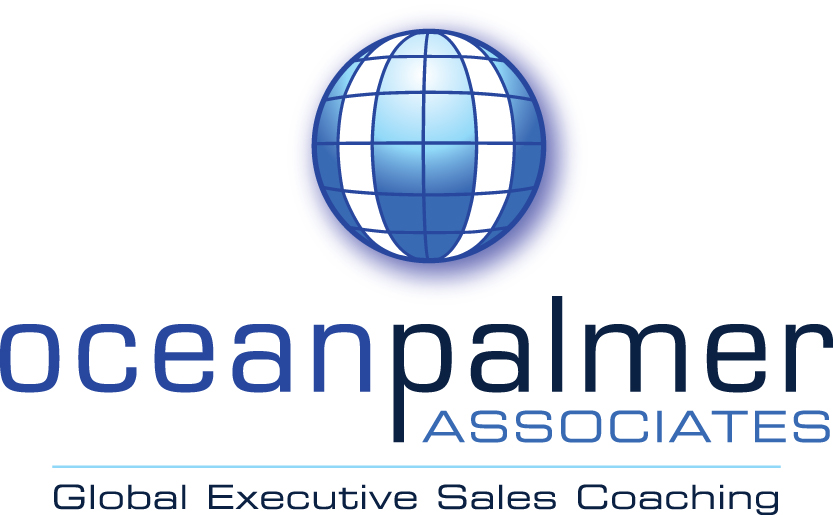 oceanpalmer
ASSOCIATES
Global Executive Sales Coaching